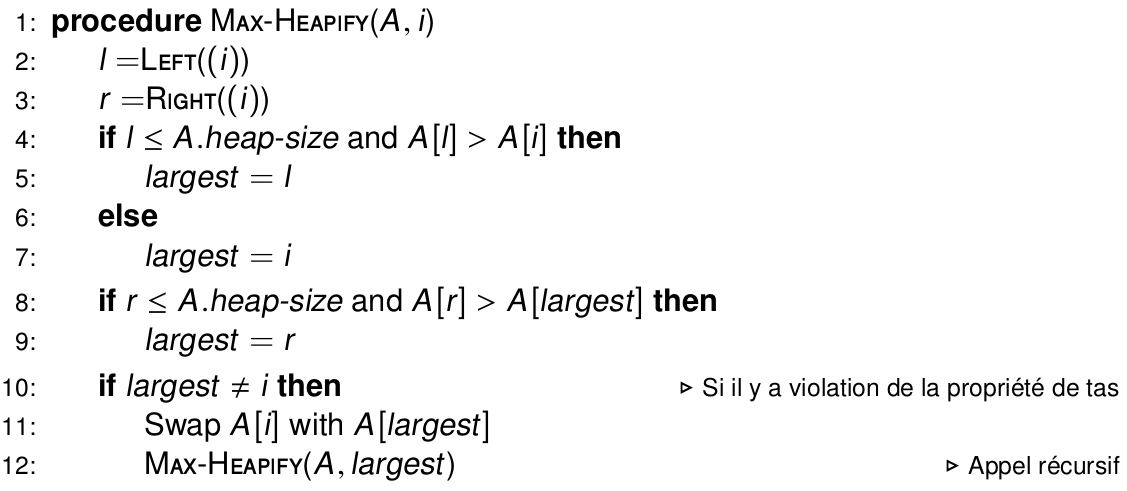 1: procedure MAX-HEAPIFY(A, i)
2: l =LEFT((i))
3: r =RIGHT((i))
4: if l ≤ A.heap-size and A[l] > A[i] then
5: largest = l
6: else
7: largest = i
8: if r ≤ A.heap-size and A[r] > A[largest] then
9: largest = r
10: if largest ≠ i then ▷ Si il y a violation de la propriété de tas
11: Swap A[i] with A[largest]
12: MAX-HEAPIFY(A, largest) ▷ Appel récursif